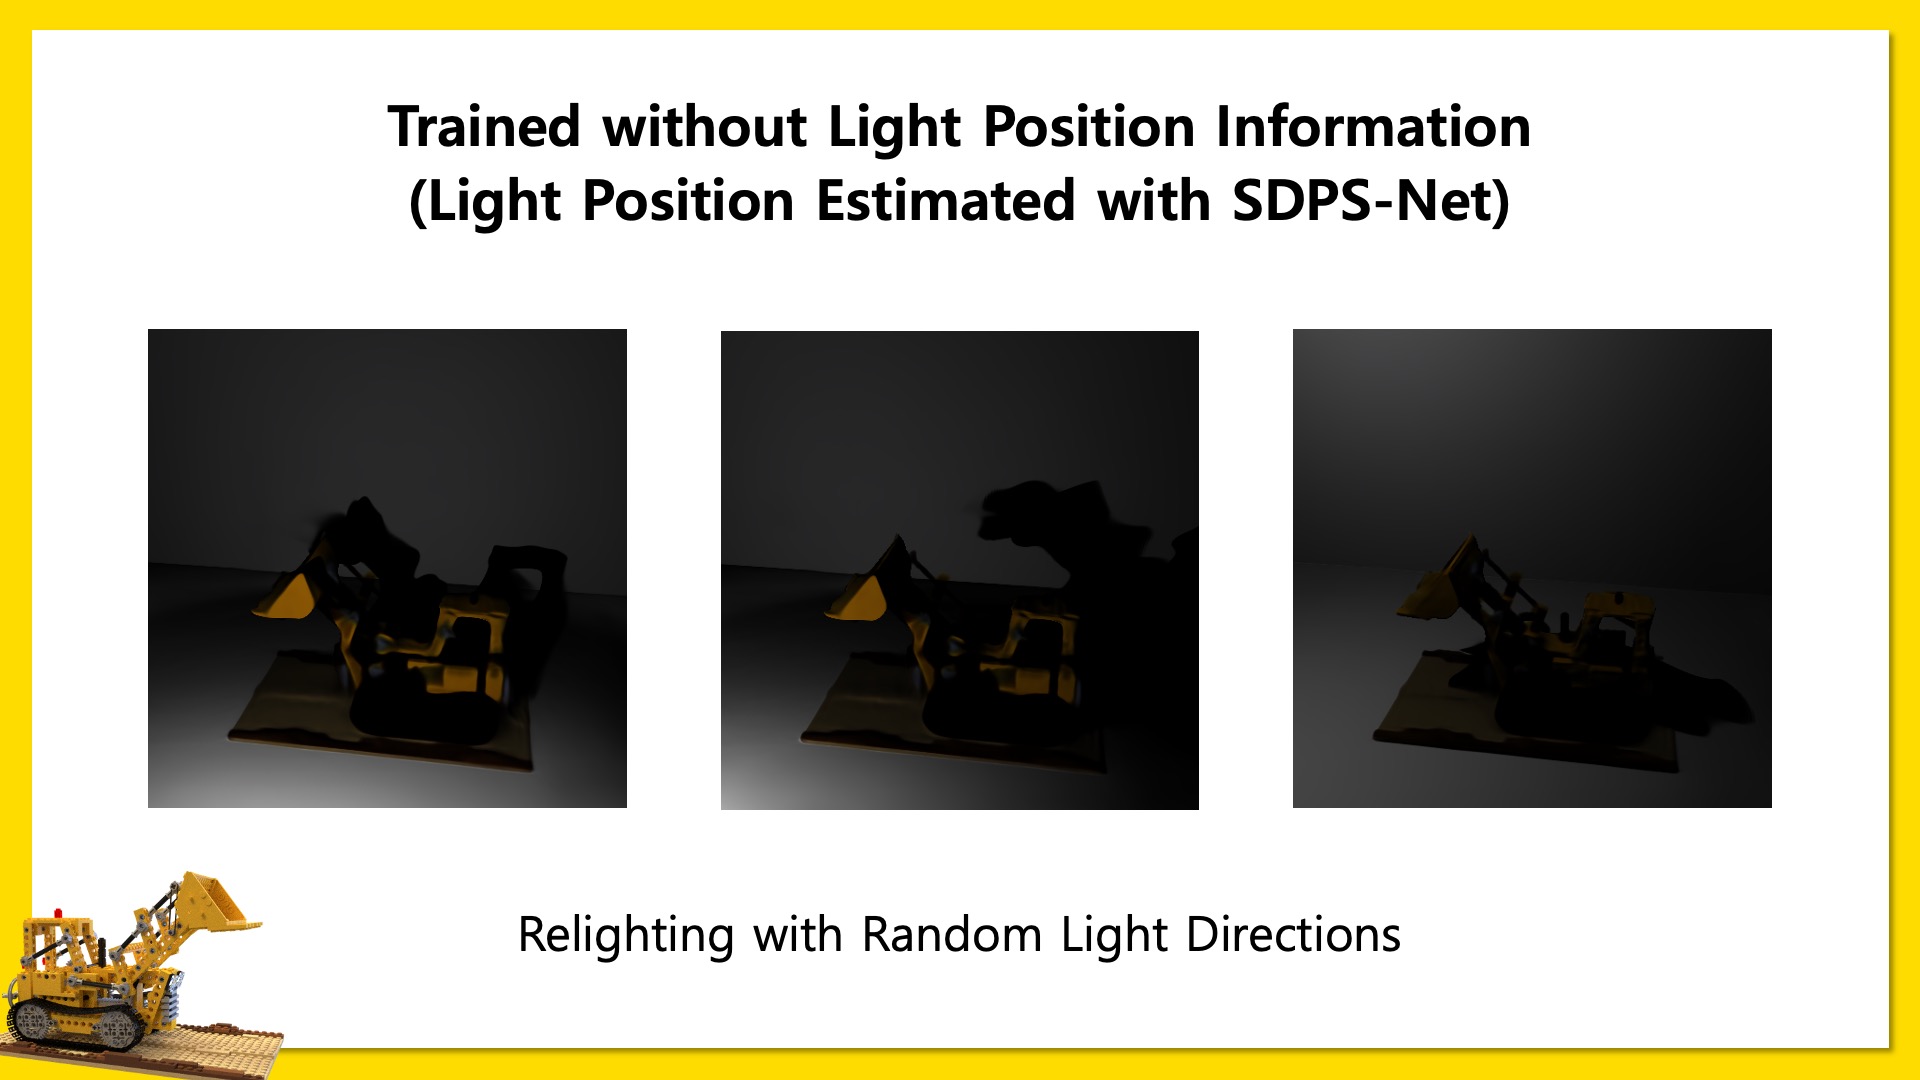 Trained without Light Position Information
(Light Position Estimated with SDPS-Net)
Relighting with Random Light Directions